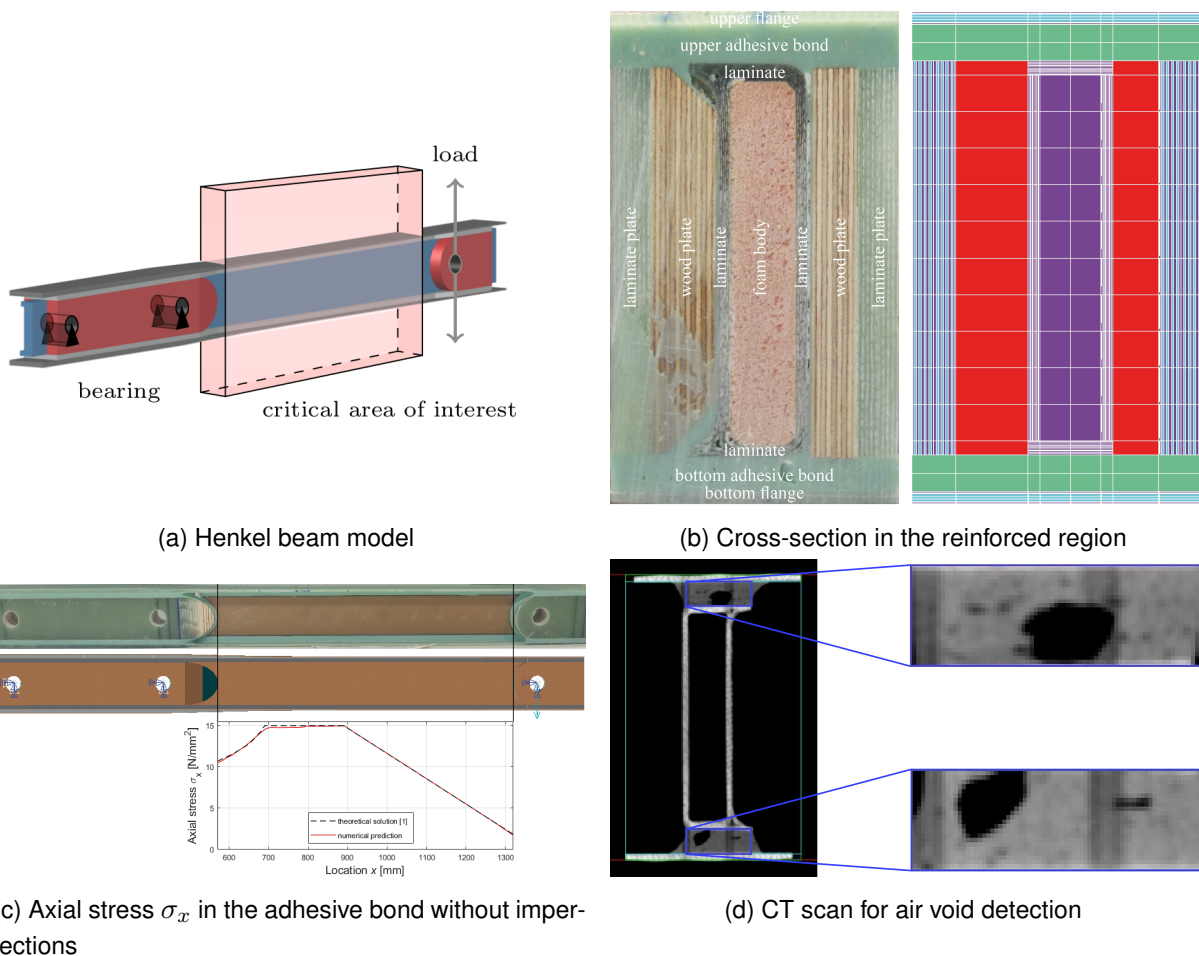 load
bearing
critical area of interest
(a) Henkel beam model
upper flange
upper adhesive bond
laminate
laminate plate
wood plate
laminate
foam body
laminate
wood plate
laminate plate
laminate
bottom adhesive bond
bottom flange
(b) Cross-section in the reinforced region
Axial stress σx [N/mm²]
15
10
5
0
theoretical solution [1]
numerical prediction
600 700 800 900 1000 1100 1200 1300
Location x [mm]
c) Axial stress σx in the adhesive bond without imper-
ections
(d) CT scan for air void detection